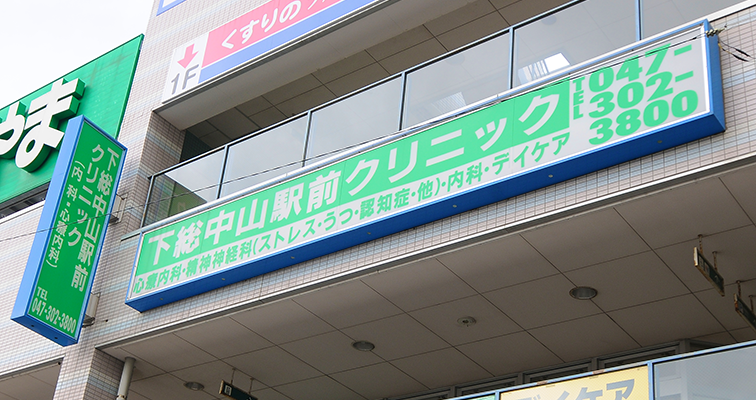 やま
くすりの
1F
下総中山駅前クリニック
心療内科・精神神経科(ストレス・うつ・認知症・他)・内科・デイケア
TEL
047-
302-
3800
下総中山駅前
クリニック
(内科・心療内科)
TEL
047-302-3800
デイケア